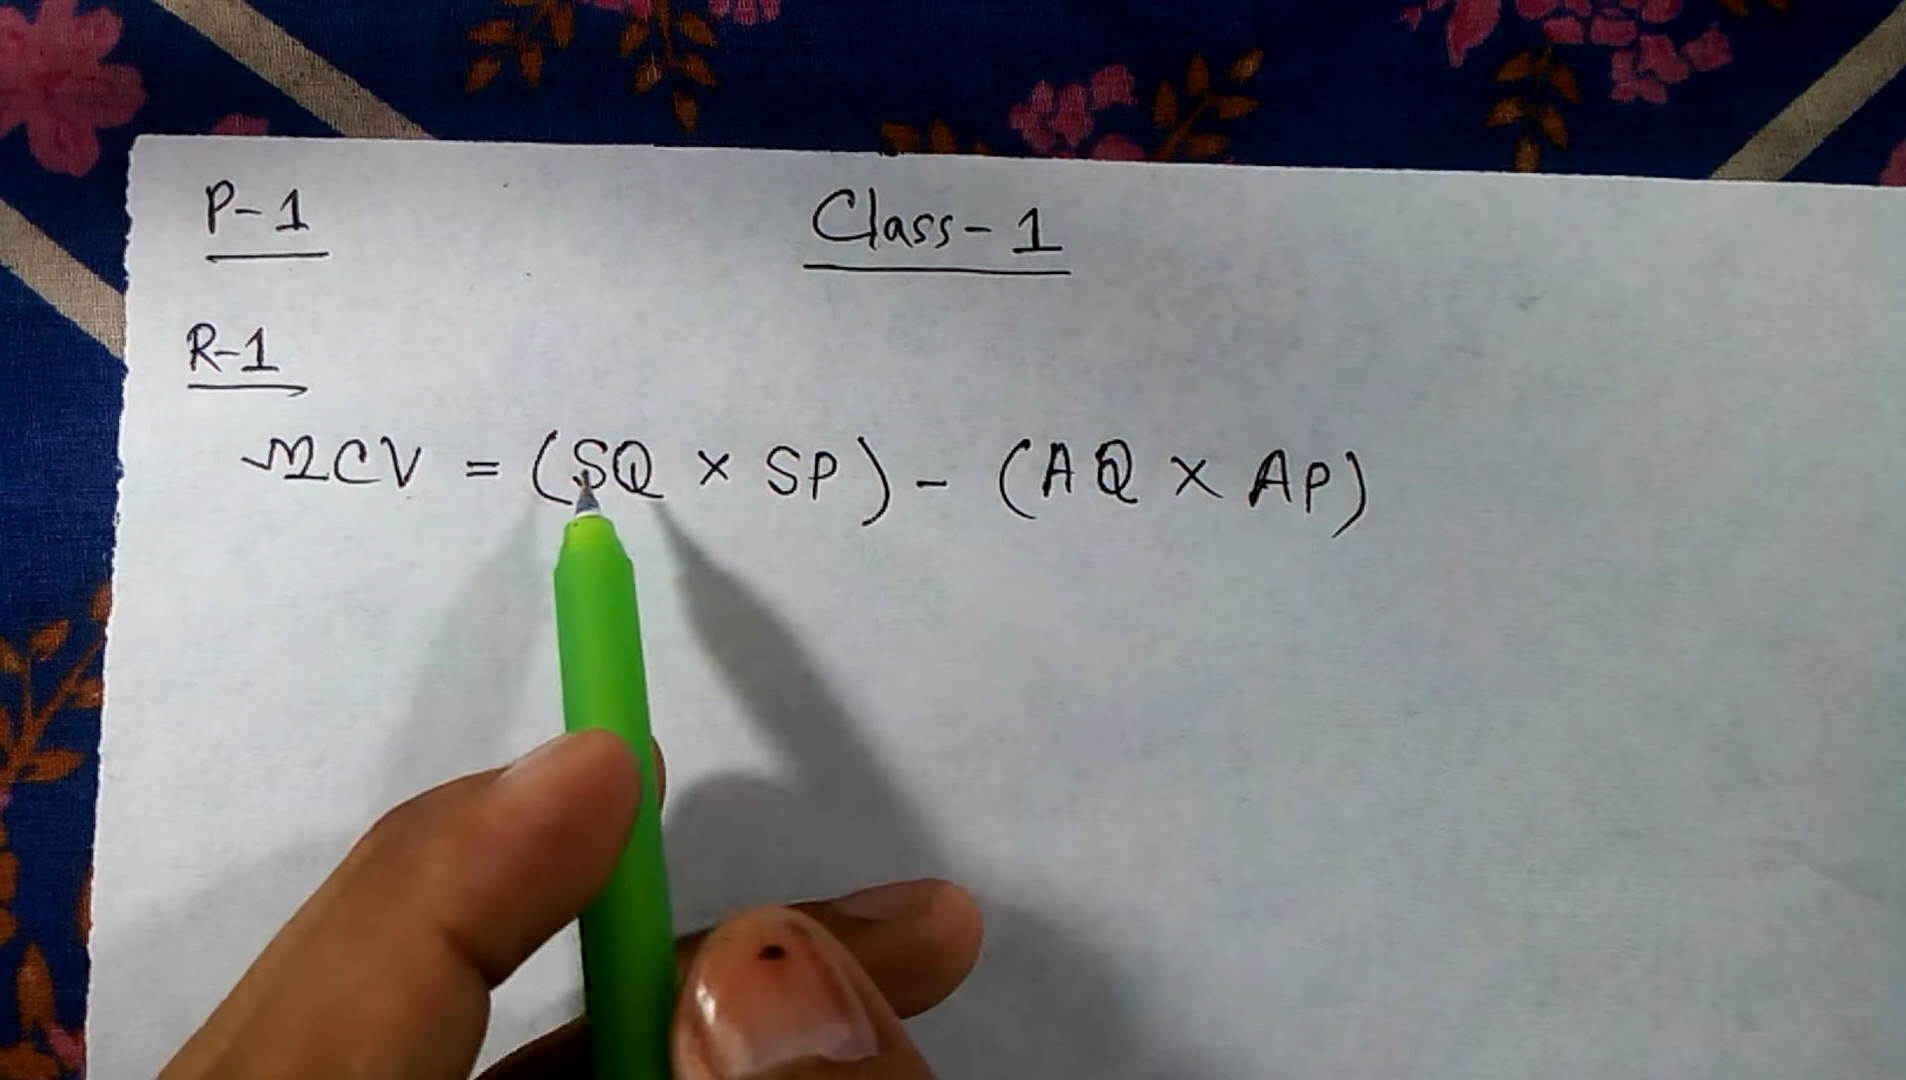 P-1
Class-1
R-1
MCV = (SQ × SP) - (AQ × AP)